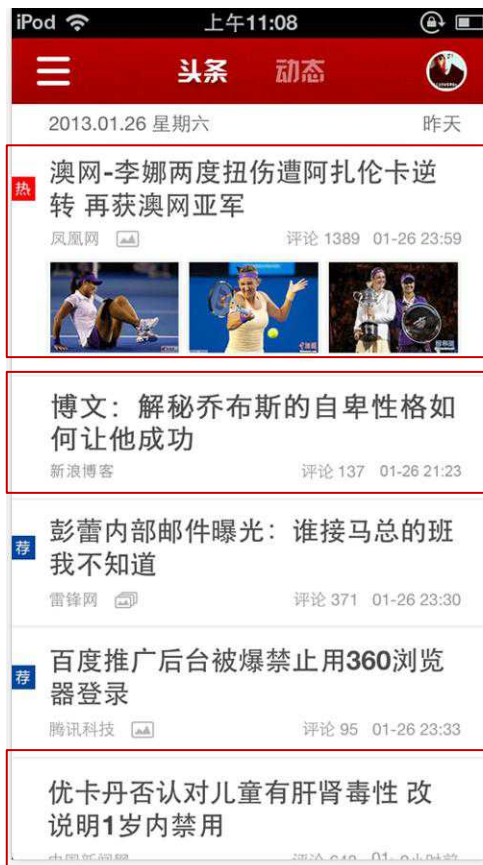 iPod 上午11:08
头条 动态
2013.01.26 星期六 昨天
热
澳网-李娜两度扭伤遭阿扎伦卡逆
转 再获澳网亚军
凤凰网 评论 1389 01-26 23:59
博文：解秘乔布斯的自卑性格如
何让他成功
新浪博客 评论 137 01-26 21:23
荐
彭蕾内部邮件曝光：谁接马总的班
我不知道
雷锋网 评论 371 01-26 23:30
荐
百度推广后台被爆禁止用360浏览
器登录
腾讯科技 评论 95 01-26 23:33
优卡丹否认对儿童有肝肾毒性 改
说明1岁内禁用